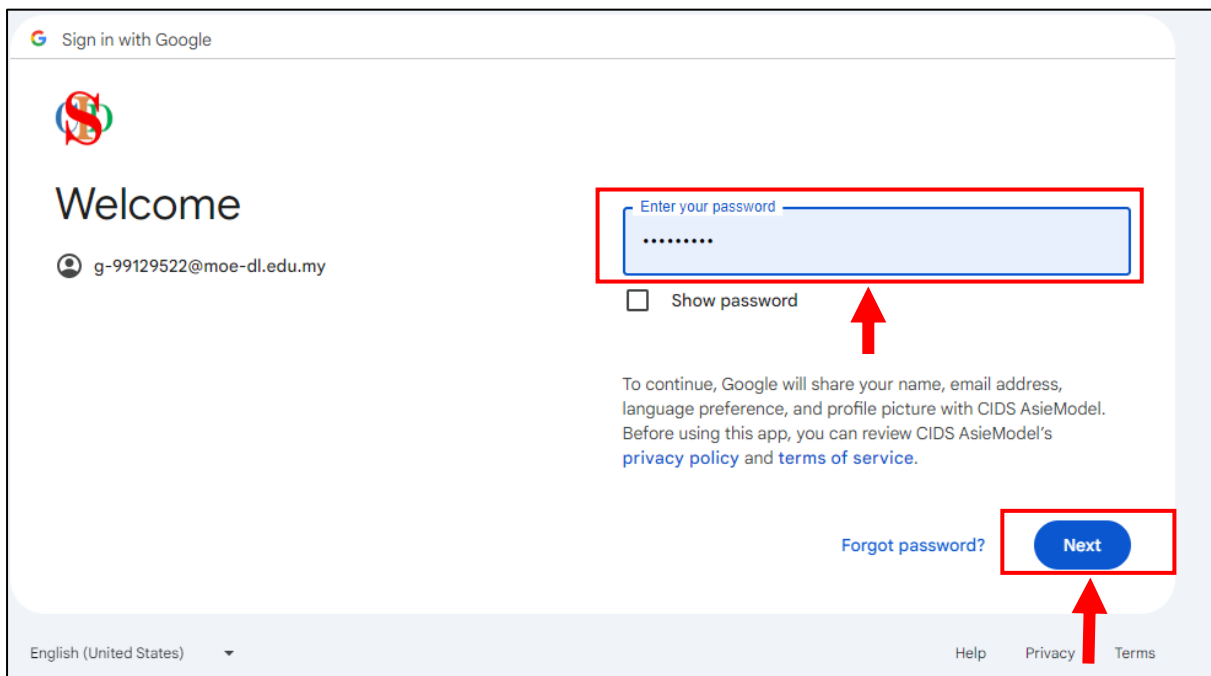 Sign in with Google
Welcome
g-99129522@moe-dl.edu.my
Enter your password
•••••••••
Show password
To continue, Google will share your name, email address,
language preference, and profile picture with CIDS AsieModel.
Before using this app, you can review CIDS AsieModel's
privacy policy and terms of service.
Forgot password?
Next
English (United States)
Help
Privacy
Terms